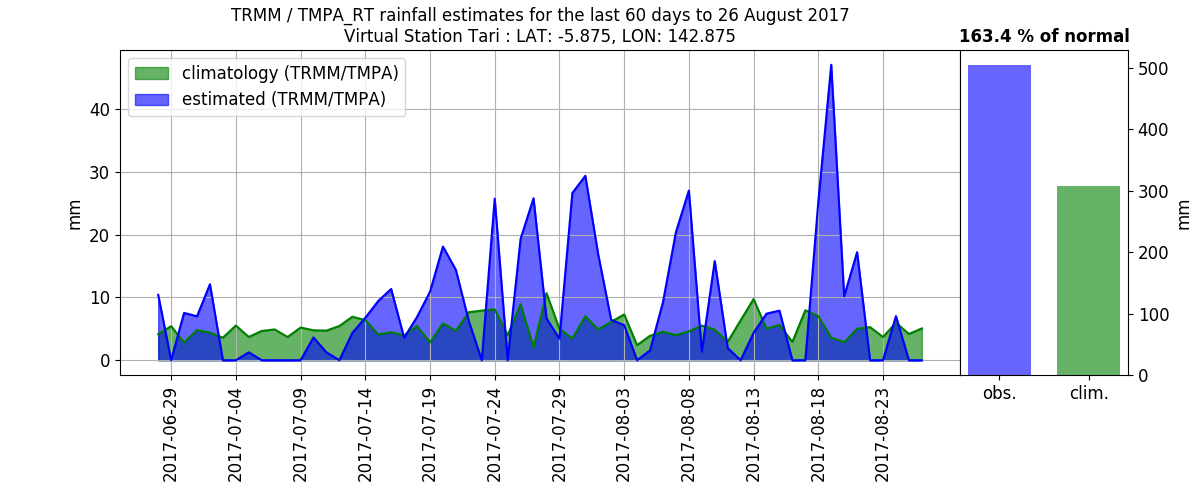 TRMM / TMPA_RT rainfall estimates for the last 60 days to 26 August 2017
Virtual Station Tari : LAT: -5.875, LON: 142.875
163.4 % of normal
climatology (TRMM/TMPA)
estimated (TRMM/TMPA)
mm
40
30
20
10
0
2017-06-29
2017-07-04
2017-07-09
2017-07-14
2017-07-19
2017-07-24
2017-07-29
2017-08-03
2017-08-08
2017-08-13
2017-08-18
2017-08-23
500
400
300
200
100
0
mm
obs.
clim.